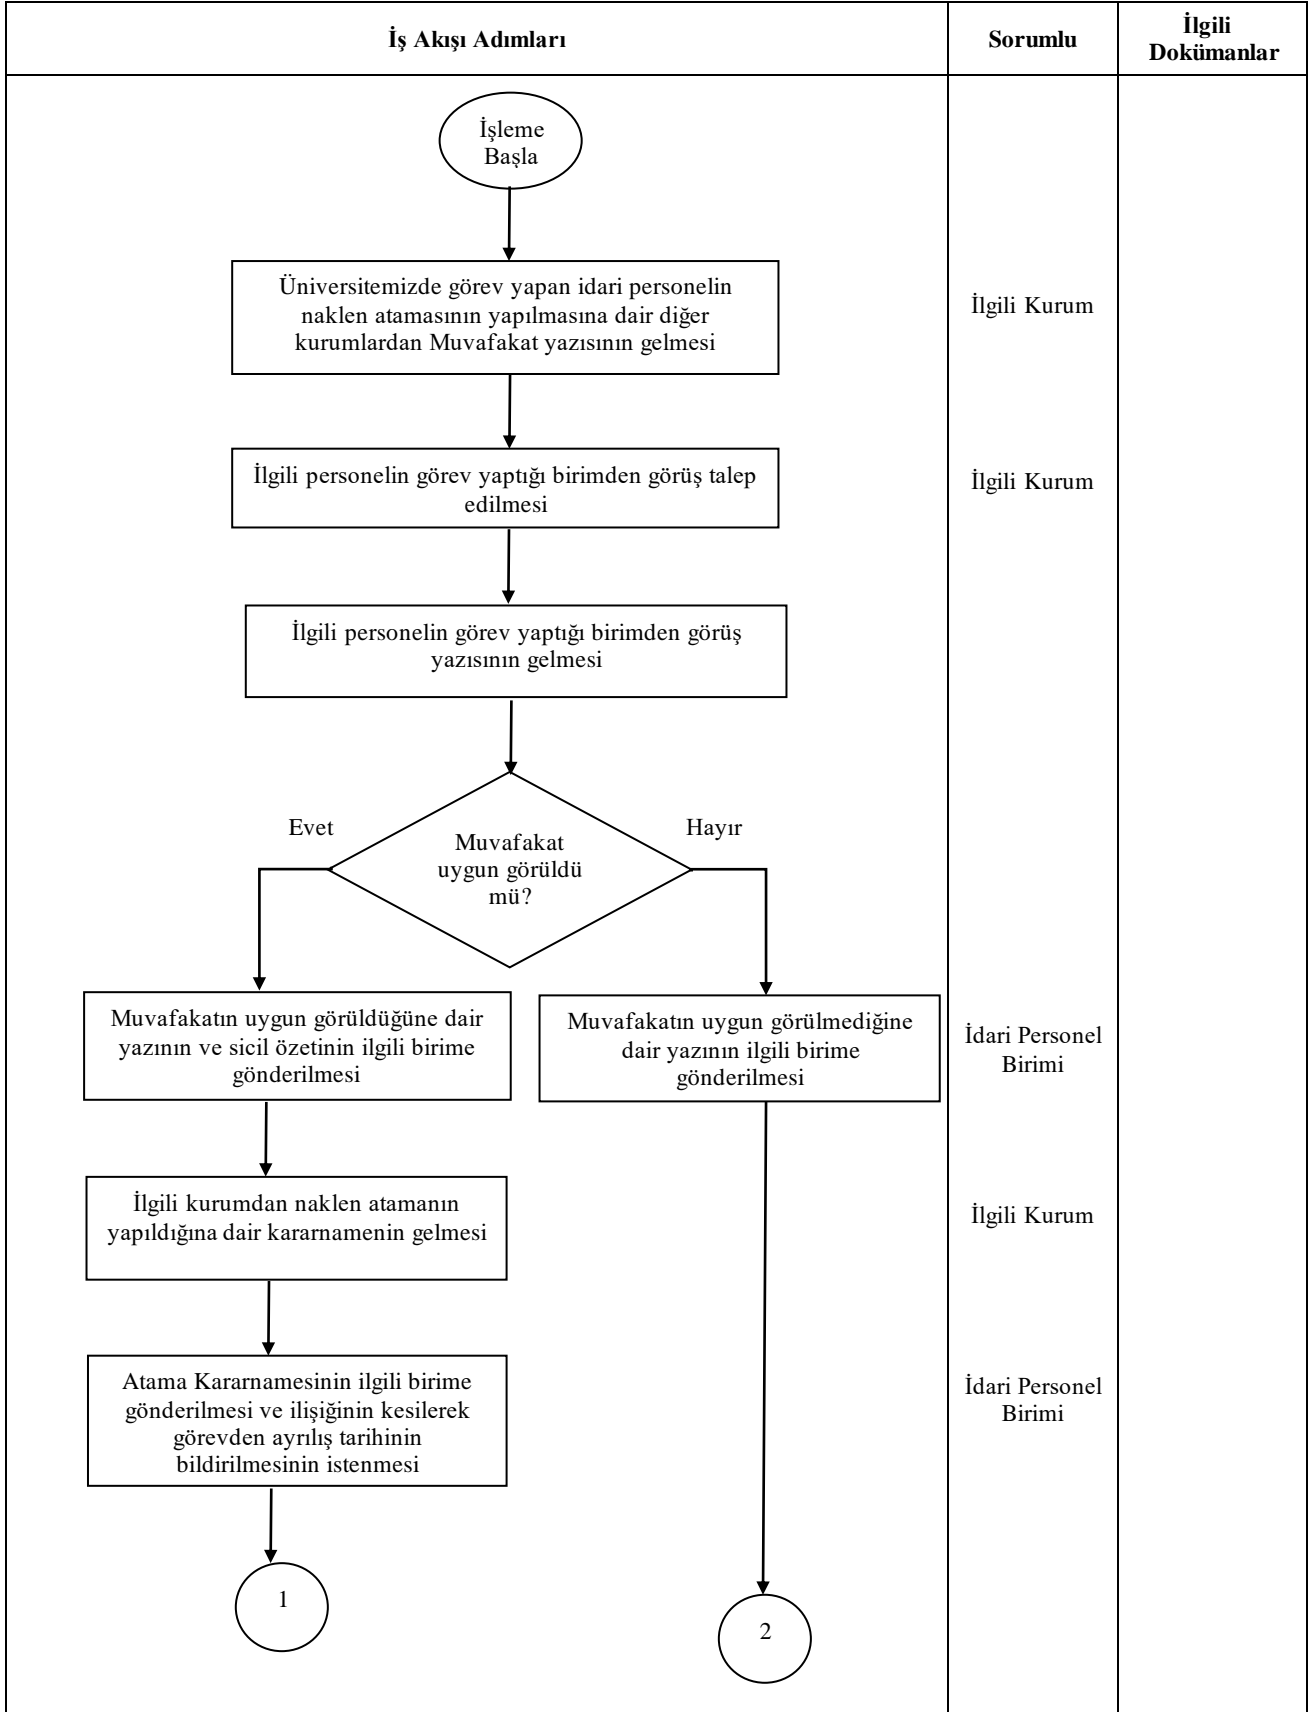 İş Akışı Adımları
Sorumlu
İlgili
Dokümanlar
İşleme
Başla
Üniversitemizde görev yapan idari personelin
naklen atamasının yapılmasına dair diğer
kurumlardan Muvafakat yazısının gelmesi
İlgili Kurum
İlgili personelin görev yaptığı birimden görüş talep
edilmesi
İlgili Kurum
İlgili personelin görev yaptığı birimden görüş
yazısının gelmesi
Evet
Muvafakat
uygun görüldü
mü?
Hayır
Muvafakatın uygun görüldüğüne dair
yazının ve sicil özetinin ilgili birime
gönderilmesi
Muvafakatın uygun görülmediğine
dair yazının ilgili birime
gönderilmesi
İdari Personel
Birimi
İlgili kurumdan naklen atamanın
yapıldığına dair kararnamenin gelmesi
İlgili Kurum
Atama Kararnamesinin ilgili birime
gönderilmesi ve ilişiğinin kesilerek
görevden ayrılış tarihinin
bildirilmesinin istenmesi
İdari Personel
Birimi
1
2